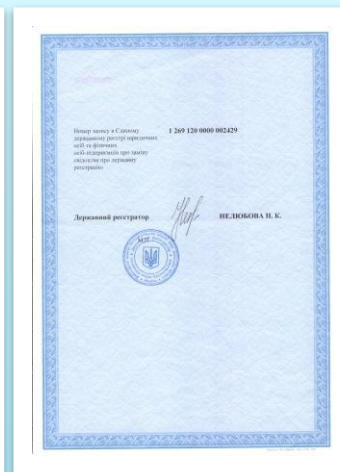 Номер запису в Єдиному 1 269 120 0000 002429
державному реєстрі юридичних
осіб та фізичних
осіб-підприємців про заміну
свідоцтва про державну
реєстрацію
Державний реєстратор НЕЛЮБОВА Н. К.